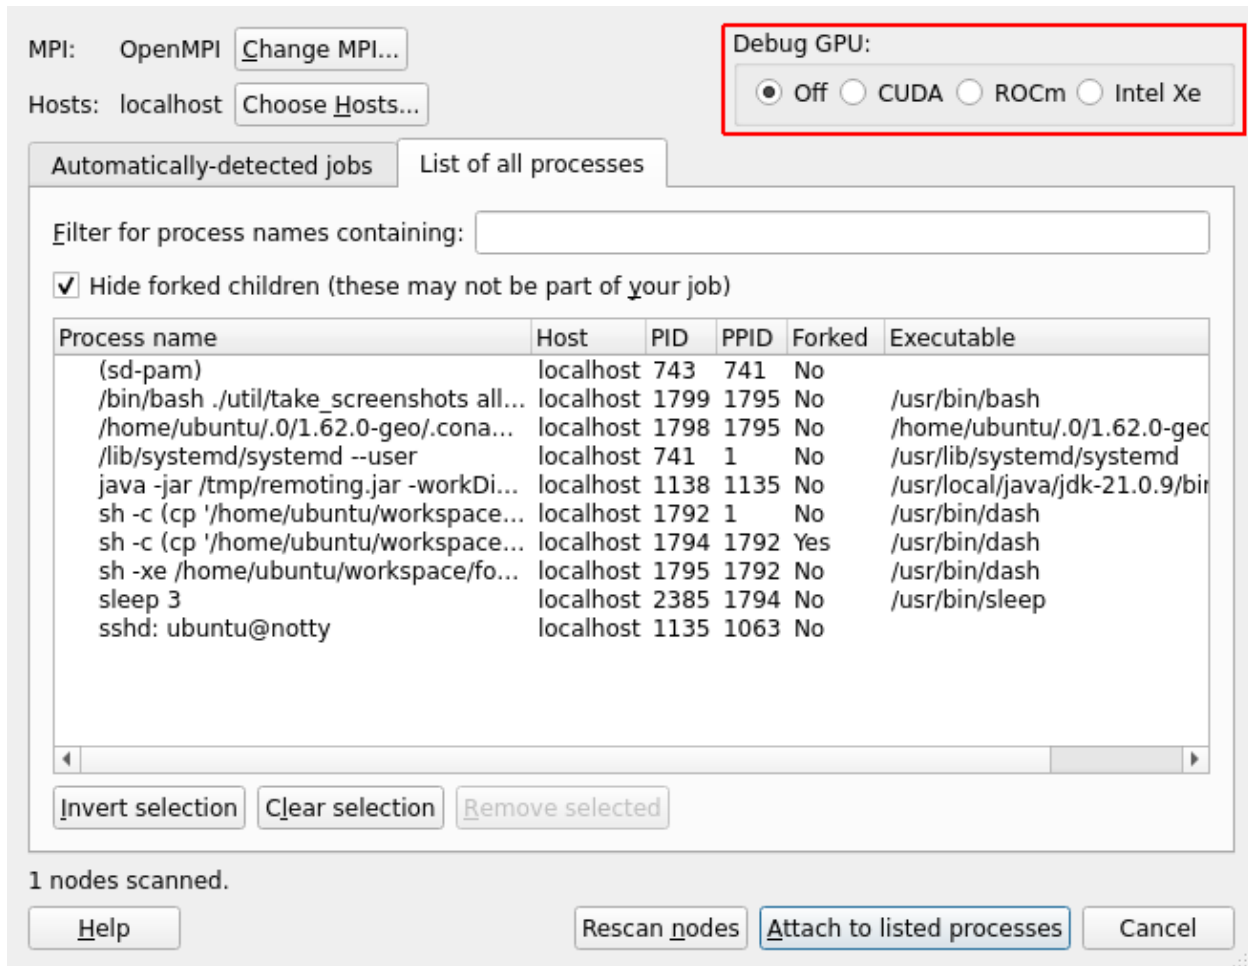 MPI: OpenMPI Change MPI...
Debug GPU:
Off CUDA ROCm Intel Xe
Hosts: localhost Choose Hosts...
Automatically-detected jobs List of all processes
Filter for process names containing:
Hide forked children (these may not be part of your job)
Process name Host PID PPID Forked Executable
(sd-pam) localhost 743 741 No
/bin/bash ./util/take_screenshots all... localhost 1799 1795 No /usr/bin/bash
/home/ubuntu/.0/1.62.0-geo/.cona... localhost 1798 1795 No /home/ubuntu/.0/1.62.0-geo
/lib/systemd/systemd --user localhost 741 1 No /usr/lib/systemd/systemd
java -jar /tmp/remoting.jar -workDi... localhost 1138 1135 No /usr/local/java/jdk-21.0.9/bin
sh -c (cp '/home/ubuntu/workspace... localhost 1792 1 No /usr/bin/dash
sh -c (cp '/home/ubuntu/workspace... localhost 1794 1792 Yes /usr/bin/dash
sh -xe /home/ubuntu/workspace/fo... localhost 1795 1792 No /usr/bin/dash
sleep 3 localhost 2385 1794 No /usr/bin/sleep
sshd: ubuntu@notty localhost 1135 1063 No
Invert selection Clear selection Remove selected
1 nodes scanned.
Help Rescan nodes Attach to listed processes Cancel